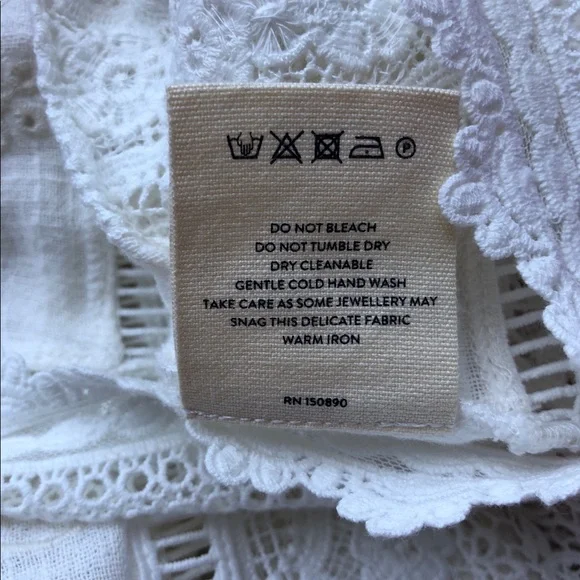 P
DO NOT BLEACH
DO NOT TUMBLE DRY
DRY CLEANABLE
GENTLE COLD HAND WASH
TAKE CARE AS SOME JEWELLERY MAY
SNAG THIS DELICATE FABRIC
WARM IRON
RN 150890